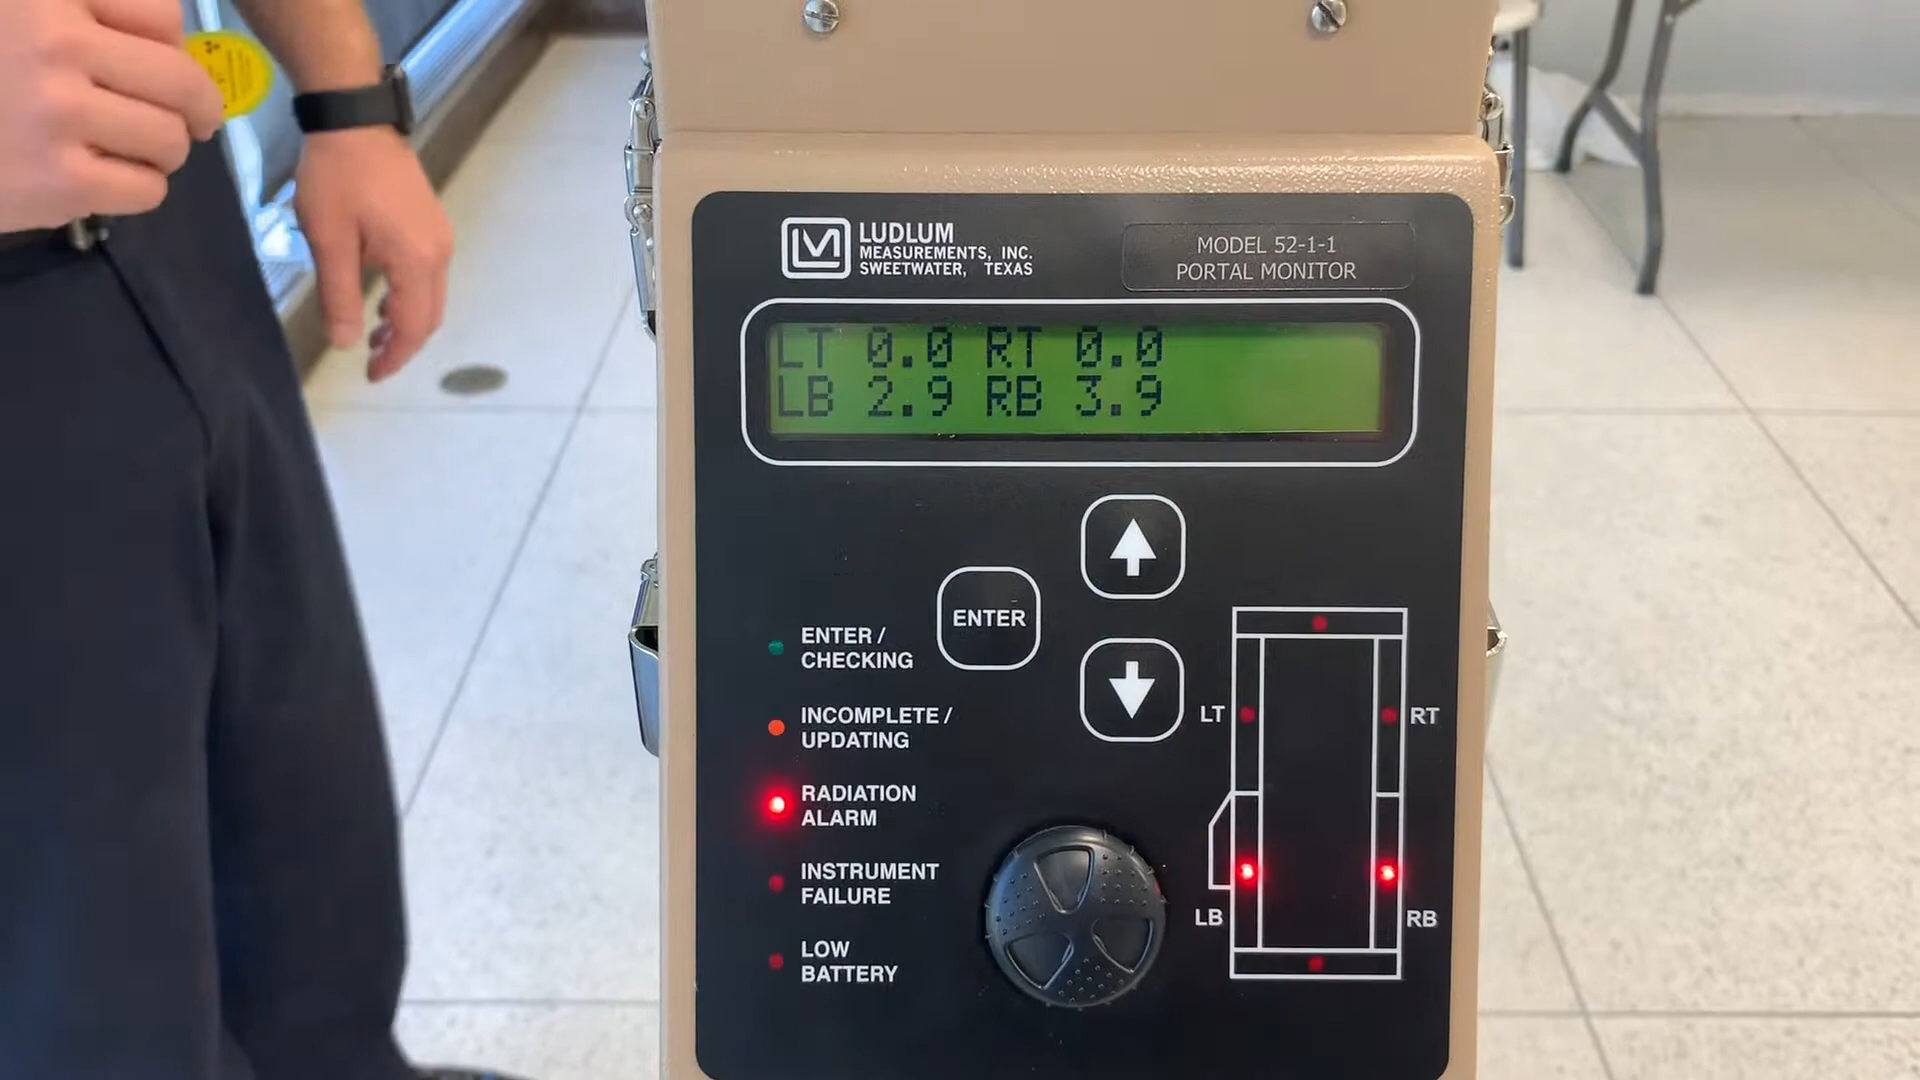 LUDLUM
MEASUREMENTS, INC.
SWEETWATER, TEXAS
MODEL 52-1-1
PORTAL MONITOR
LT 0.0 RT 0.0
LB 2.9 RB 3.9
ENTER
ENTER /
CHECKING
INCOMPLETE /
UPDATING
RADIATION
ALARM
INSTRUMENT
FAILURE
LOW
BATTERY
LT
RT
LB
RB